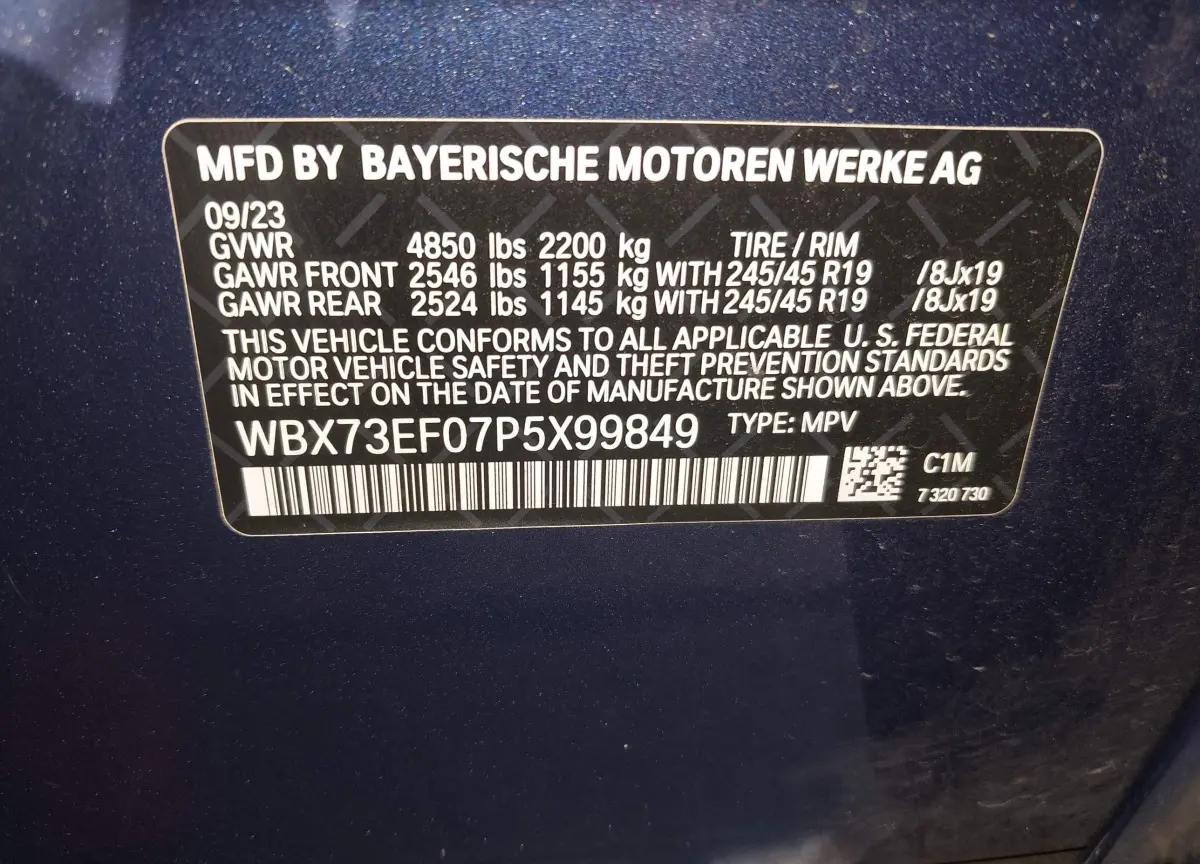 MFD BY BAYERISCHE MOTOREN WERKE AG
09/23
GVWR 4850 lbs 2200 kg TIRE / RIM
GAWR FRONT 2546 lbs 1155 kg WITH 245/45 R19 /8Jx19
GAWR REAR 2524 lbs 1145 kg WITH 245/45 R19 /8Jx19
THIS VEHICLE CONFORMS TO ALL APPLICABLE U. S. FEDERAL
MOTOR VEHICLE SAFETY AND THEFT PREVENTION STANDARDS
IN EFFECT ON THE DATE OF MANUFACTURE SHOWN ABOVE.
WBX73EF07P5X99849 TYPE: MPV
C1M
7 320 730